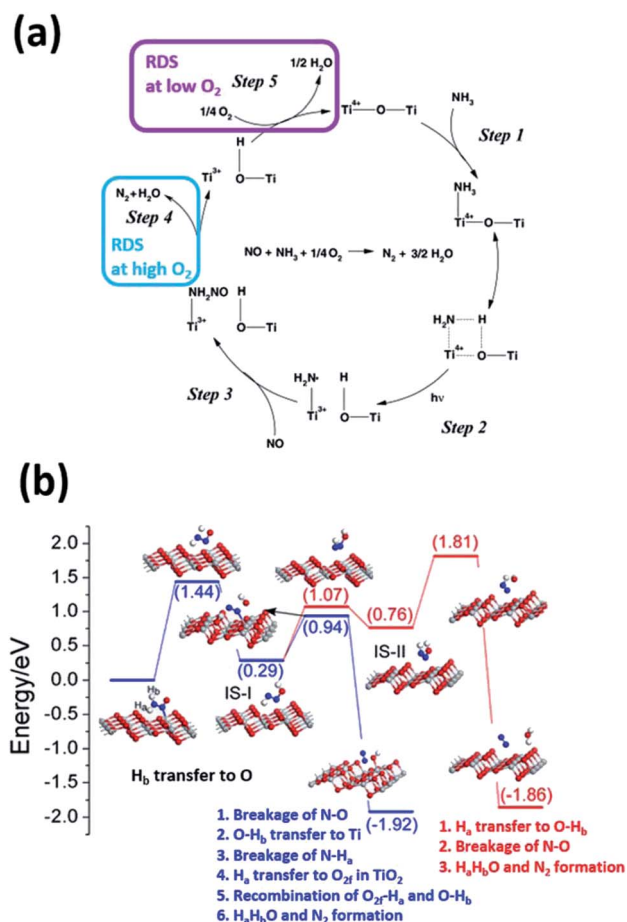 (a)
RDS
at low O₂
1/2 H₂O
Step 5
1/4 O₂
Ti⁴⁺—O—Ti
NH₃
Step 1
H
Ti³⁺ O—Ti
NH₃
Ti⁴⁺—O—Ti
N₂+H₂O
Step 4
RDS
at high O₂
NO + NH₃ + 1/4 O₂ → N₂ + 3/2 H₂O
NH₂NO H
Ti³⁺ O—Ti
H₂N H
Ti⁴⁺ O—Ti
Step 3
H₂N• H
Ti³⁺ O—Ti
hν
Step 2
NO
(b)
Energy/eV
2.0
1.5
1.0
0.5
0.0
-0.5
-1.0
-1.5
-2.0
(1.44)
(1.07)
(0.94)
(1.81)
(0.76)
(0.29)
IS-I
IS-II
Hb
Ha
Hb transfer to O
(-1.92)
(-1.86)
1. Breakage of N-O
2. O-Hb transfer to Ti
3. Breakage of N-Ha
4. Ha transfer to O2f in TiO₂
5. Recombination of O2f-Ha and O-Hb
6. HaHbO and N₂ formation
1. Ha transfer to O-Hb
2. Breakage of N-O
3. HaHbO and N₂ formation